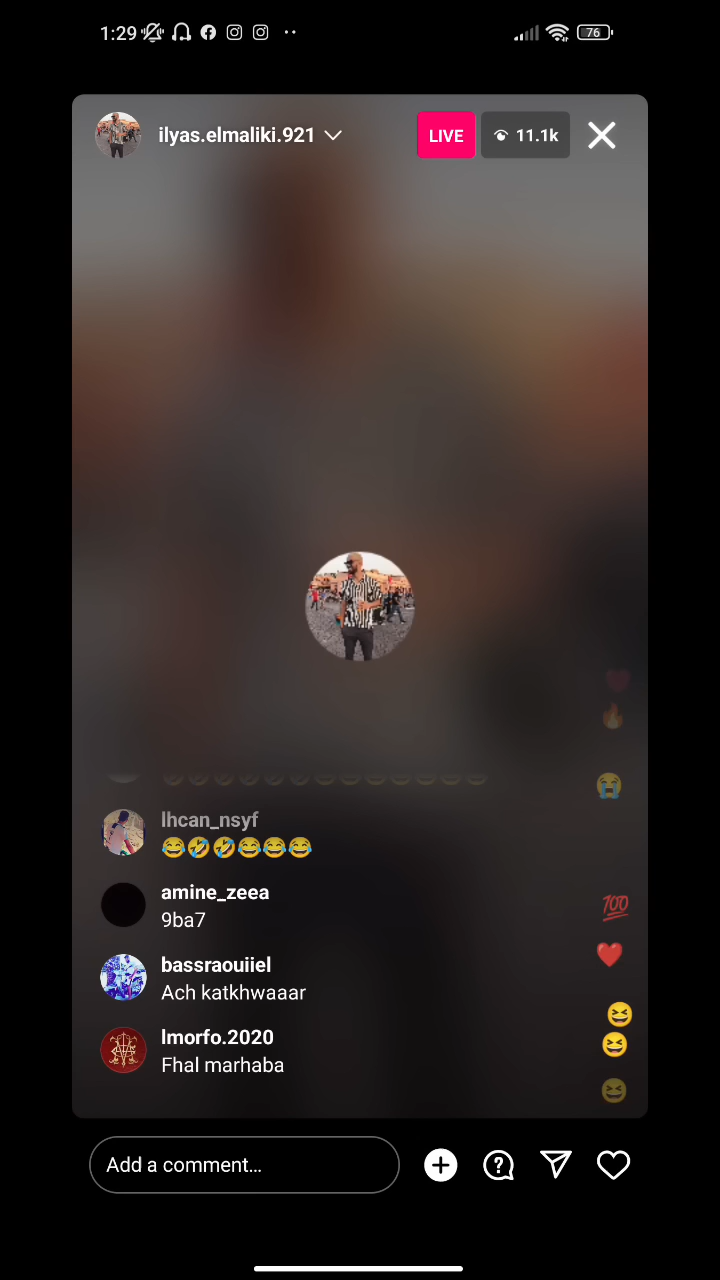 1:29
76
ilyas.elmaliki.921
LIVE
11.1k
lhcan_nsyf
😂🤣🤣😂😂😂
amine_zeea
9ba7
bassraouiiel
Ach katkhwaaar
lmorfo.2020
Fhal marhaba
Add a comment...